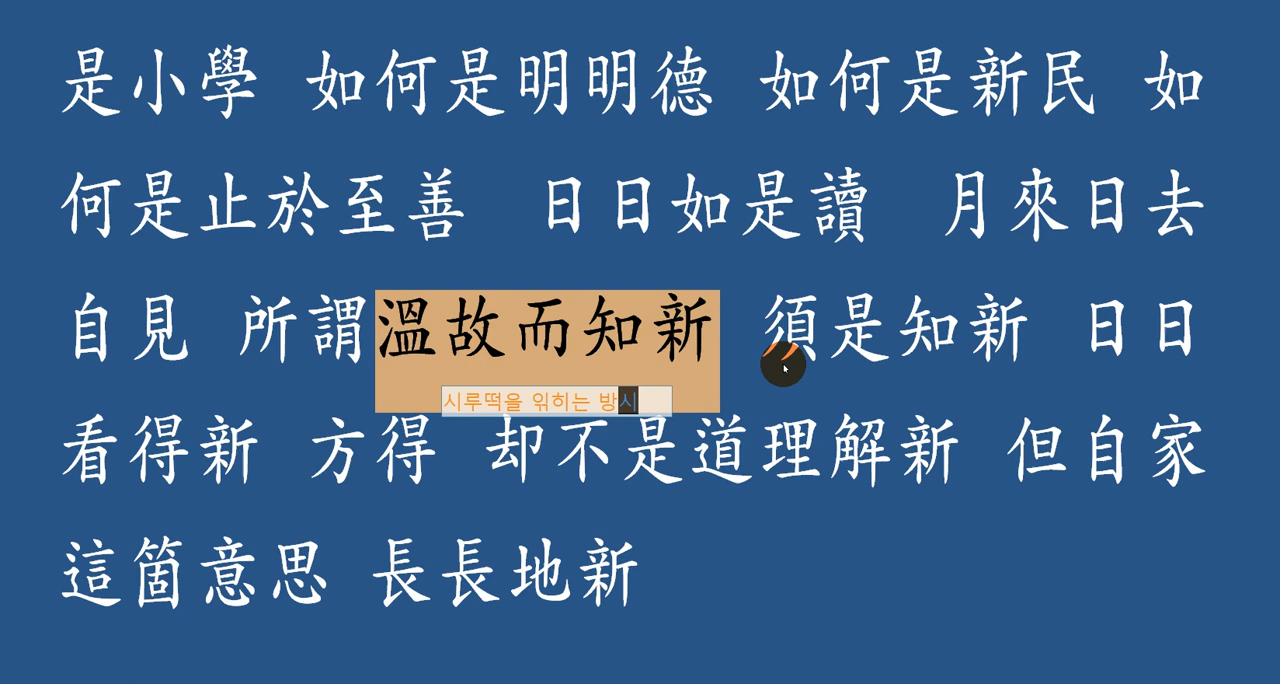 是小學 如何是明明德 如何是新民 如
何是止於至善 日日如是讀 月來日去
自見 所謂溫故而知新 須是知新 日日
시루떡을 읶히는 방시
看得新 方得 却不是道理解新 但自家
這箇意思 長長地新